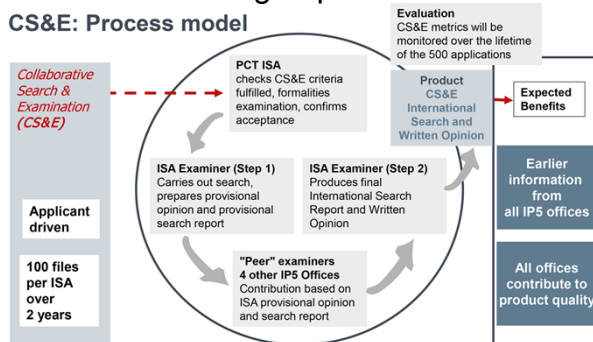 CS&E: Process model
Evaluation
CS&E metrics will be
monitored over the lifetime
of the 500 applications
Collaborative
Search &
Examination
(CS&E)
PCT ISA
checks CS&E criteria
fulfilled, formalities
examination, confirms
acceptance
Product
CS&E
International
Search and
Written Opinion
Expected
Benefits
ISA Examiner (Step 1)
Carries out search,
prepares provisional
opinion and provisional
search report
ISA Examiner (Step 2)
Produces final
International Search
Report and Written
Opinion
Earlier
information
from
all IP5 offices
Applicant
driven
100 files
per ISA
over
2 years
"Peer" examiners
4 other IP5 Offices
Contribution based on
ISA provisional opinion
and search report
All offices
contribute to
product quality